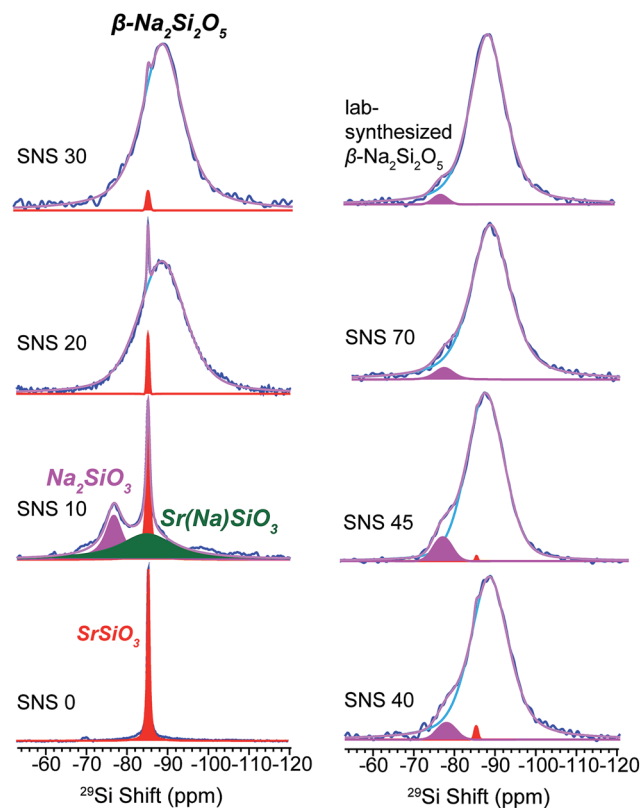 β-Na₂Si₂O₅
SNS 30
SNS 20
Na₂SiO₃
SNS 10
Sr(Na)SiO₃
SrSiO₃
SNS 0
-60 -70 -80 -90 -100 -110 -120
²⁹Si Shift (ppm)
lab-
synthesized
β-Na₂Si₂O₅
SNS 70
SNS 45
SNS 40
-60 -70 -80 -90 -100 -110 -120
²⁹Si Shift (ppm)